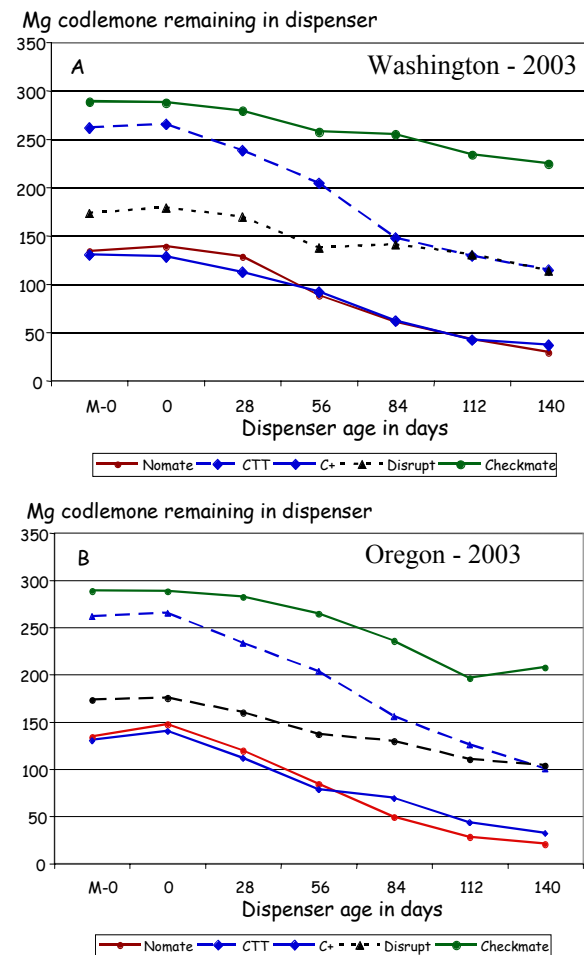 Mg codlemone remaining in dispenser
350
A
Washington - 2003
300
250
200
150
100
50
0
M-0 0 28 56 84 112 140
Dispenser age in days
Nomate CTT C+ Disrupt Checkmate
Mg codlemone remaining in dispenser
350
B
Oregon - 2003
300
250
200
150
100
50
0
M-0 0 28 56 84 112 140
Dispenser age in days
Nomate CTT C+ Disrupt Checkmate